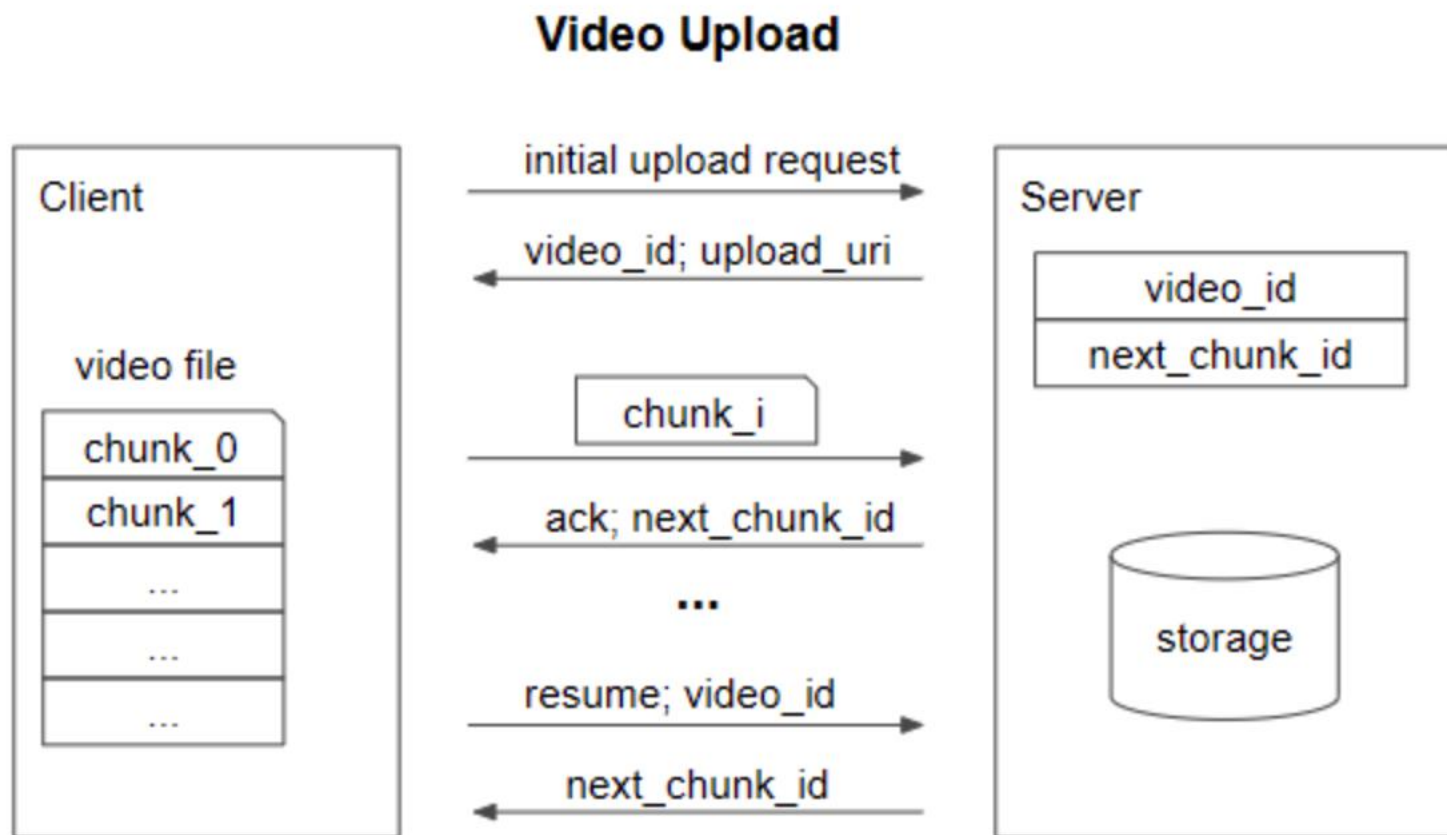 Video Upload
Client
video file
chunk_0
chunk_1
...
...
...
initial upload request
video_id; upload_uri
chunk_i
ack; next_chunk_id
...
resume; video_id
next_chunk_id
Server
video_id
next_chunk_id
storage